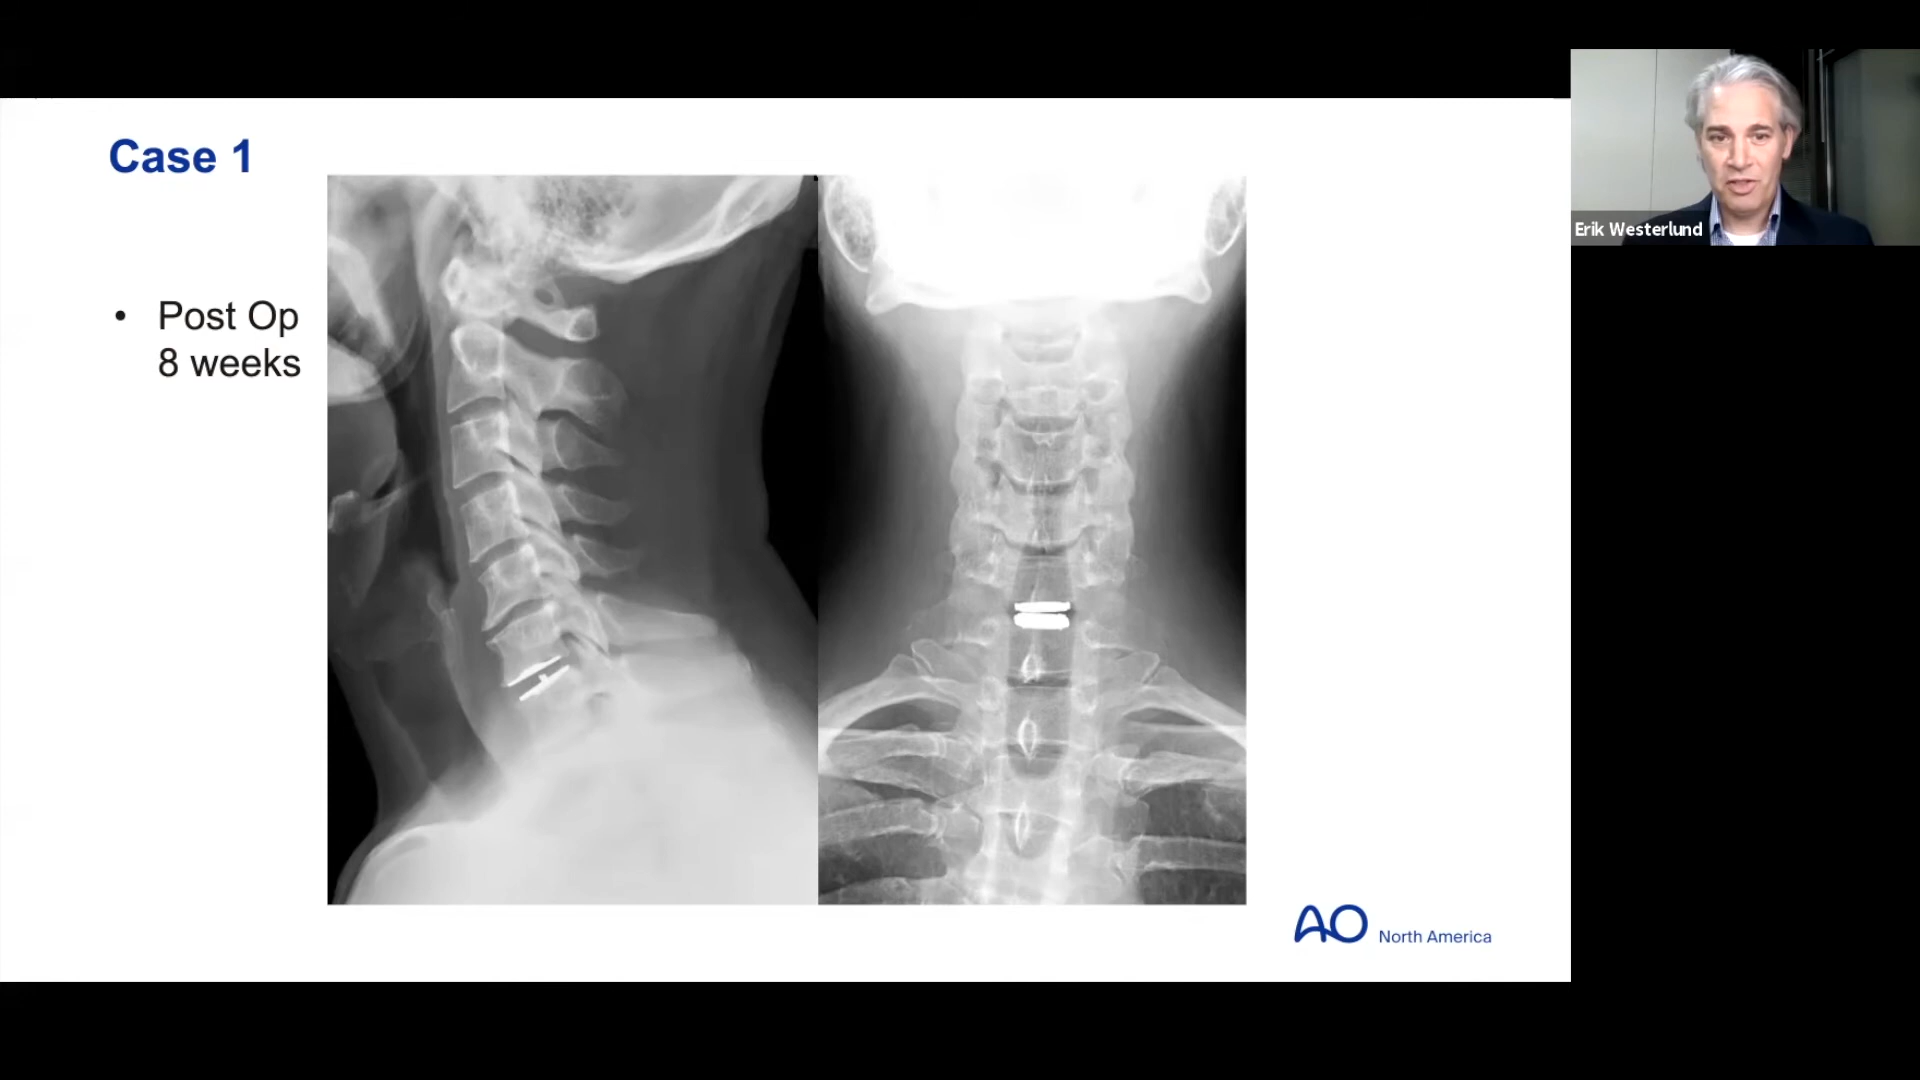 Case 1
• Post Op
8 weeks
Erik Westerlund
AO North America